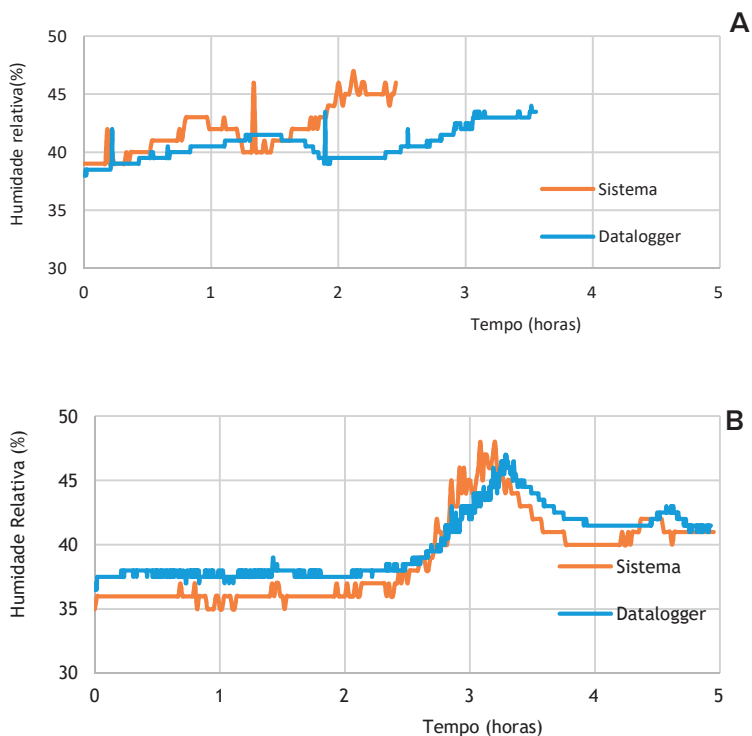 A
Humidade relativa(%)
50
45
40
35
30
0 1 2 3 4 5
Tempo (horas)
Sistema
Datalogger
B
Humidade Relativa (%)
50
45
40
35
30
0 1 2 3 4 5
Tempo (horas)
Sistema
Datalogger